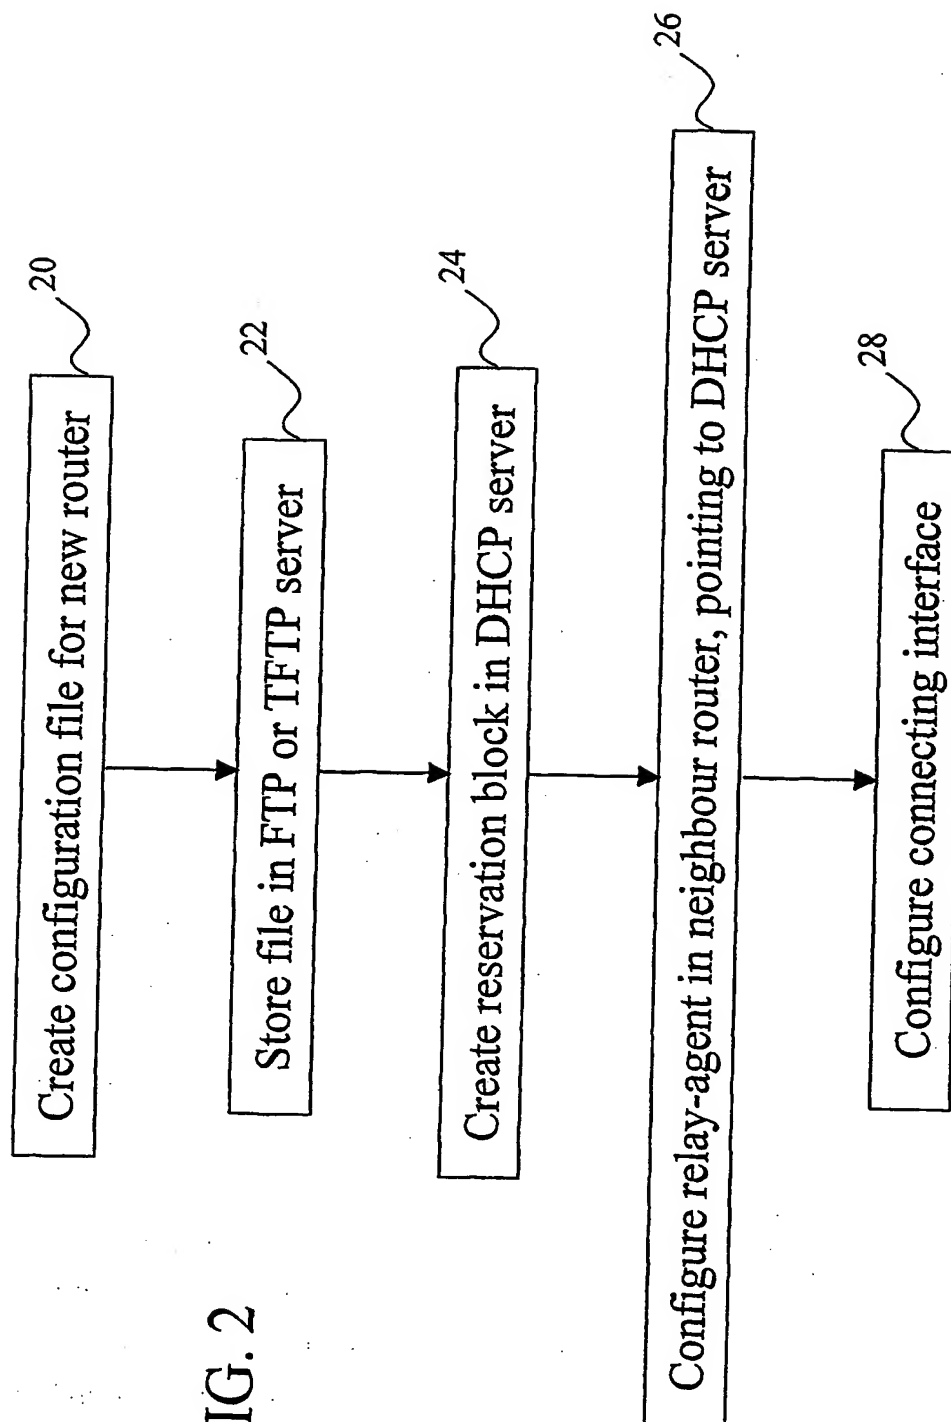 Create configuration file for new router
20
Store file in FTP or TFTP server
22
Create reservation block in DHCP server
24
Configure relay-agent in neighbour router, pointing to DHCP server
26
Configure connecting interface
28
IG. 2